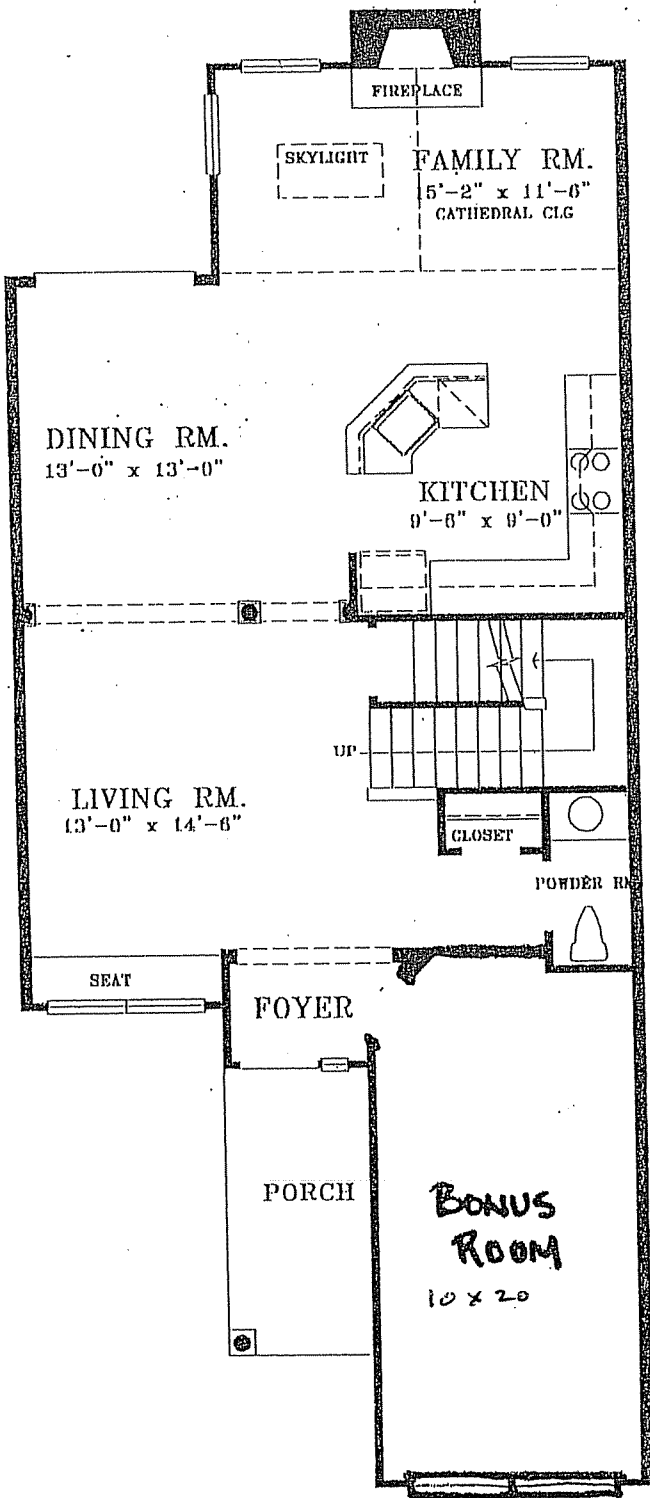 FIREPLACE
SKYLIGHT
FAMILY RM.
5'-2" x 11'-6"
CATHEDRAL CLG
DINING RM.
13'-0" x 13'-0"
KITCHEN
9'-6" x 9'-0"
UP
LIVING RM.
13'-0" x 14'-6"
CLOSET
POWDER RM
SEAT
FOYER
PORCH
BONUS
ROOM
10 x 20